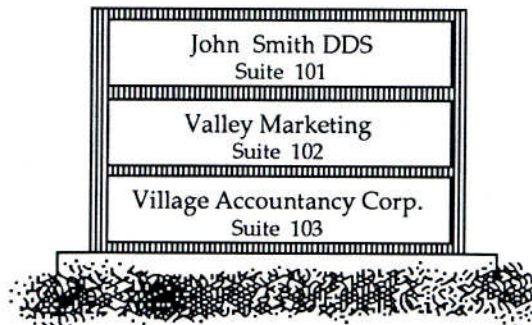 John Smith DDS
Suite 101
Valley Marketing
Suite 102
Village Accountancy Corp.
Suite 103